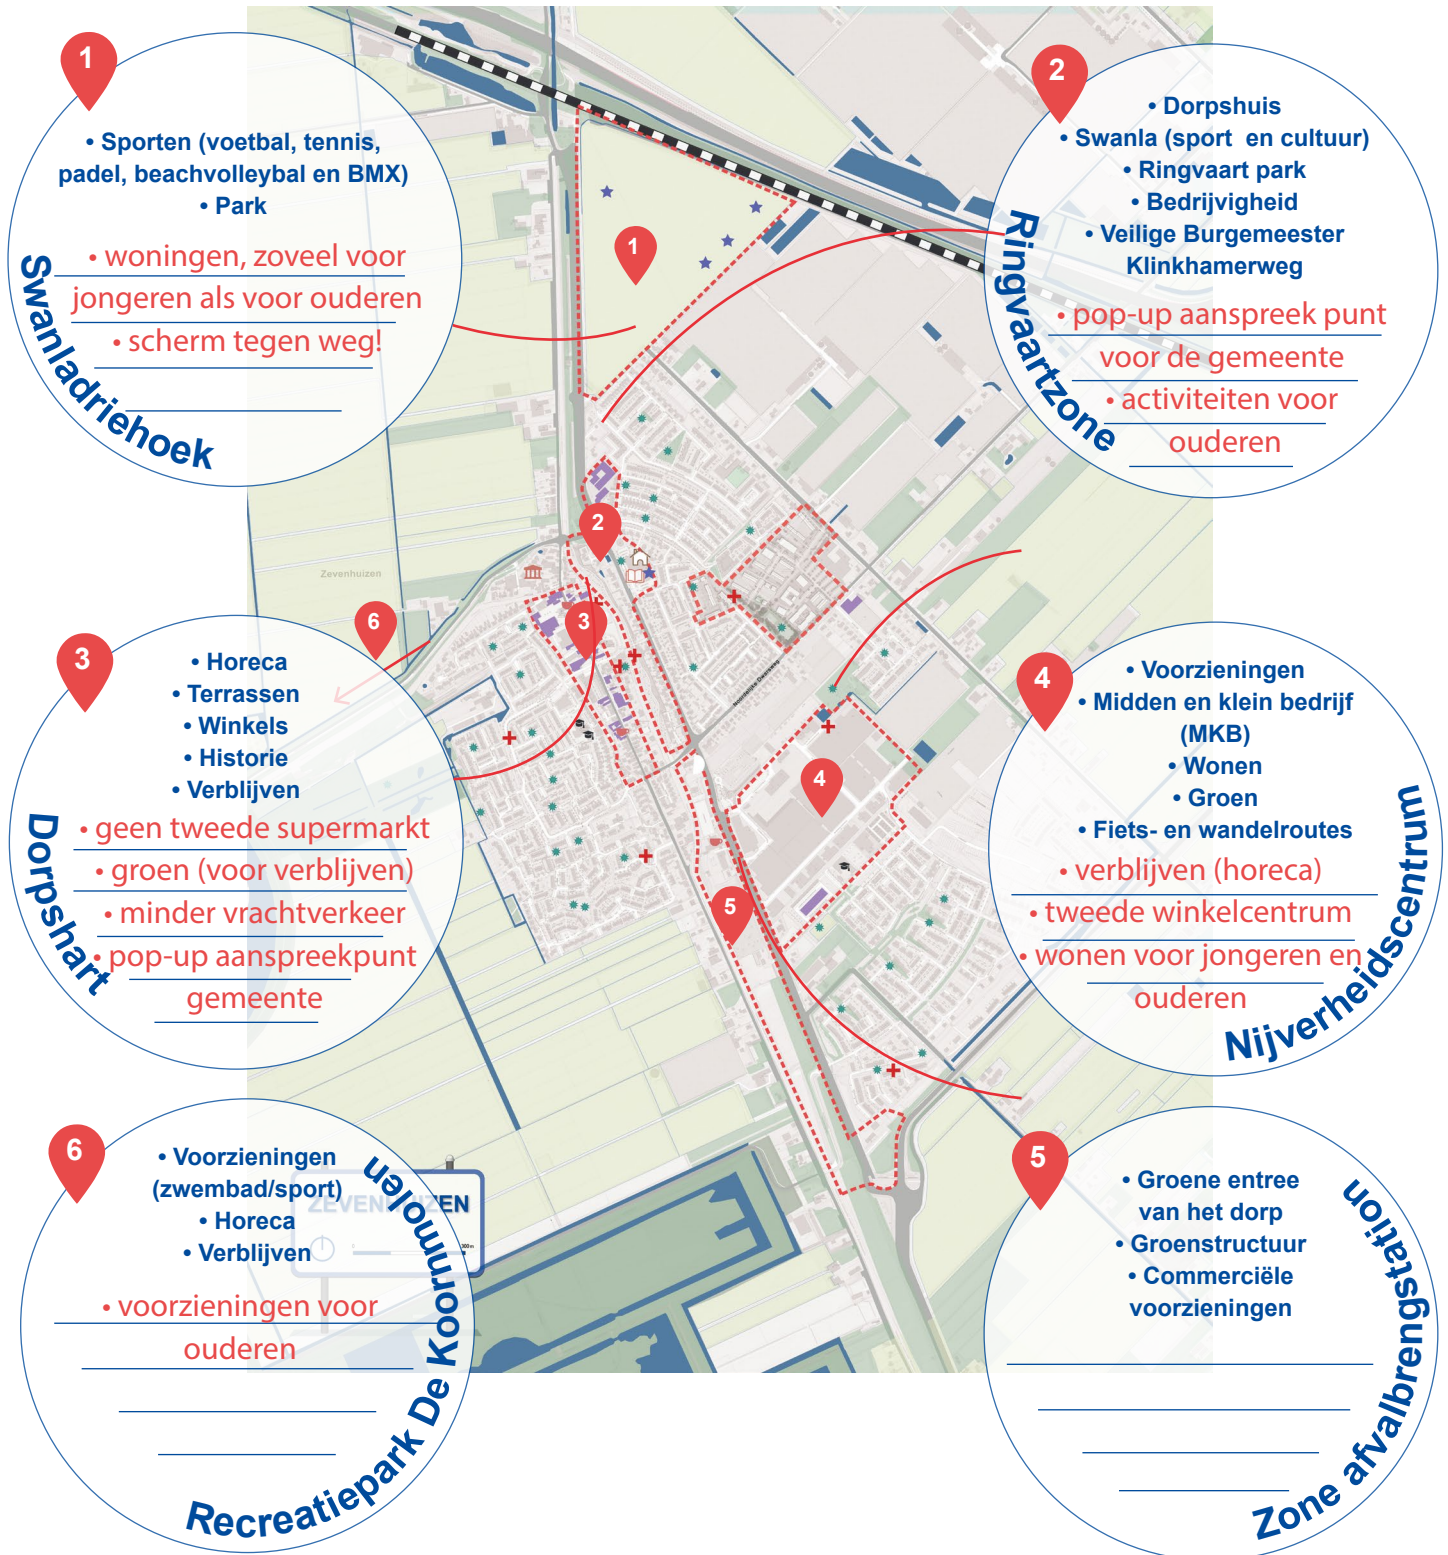 1
• Sporten (voetbal, tennis,
padel, beachvolleybal en BMX)
• Park
• woningen, zoveel voor
jongeren als voor ouderen
• scherm tegen weg!
Swanladriehoek
2
• Dorpshuis
• Swanla (sport en cultuur)
• Ringvaart park
• Bedrijvigheid
• Veilige Burgemeester
Klinkhamerweg
• pop-up aanspreek punt
voor de gemeente
• activiteiten voor
ouderen
Ringvaartzone
1
2
Zevenhuizen
6
3
Noordelijke Dwarsweg
4
5
3
• Horeca
• Terrassen
• Winkels
• Historie
• Verblijven
• geen tweede supermarkt
• groen (voor verblijven)
• minder vrachtverkeer
• pop-up aanspreekpunt
gemeente
Dorpshart
4
• Voorzieningen
• Midden en klein bedrijf
(MKB)
• Wonen
• Groen
• Fiets- en wandelroutes
• verblijven (horeca)
• tweede winkelcentrum
• wonen voor jongeren en
ouderen
Nijverheidscentrum
6
• Voorzieningen
(zwembad/sport)
• Horeca
• Verblijven
• voorzieningen voor
ouderen
Recreatiepark De Koornmolen
ZEVENHUIZEN
0
300 m
5
• Groene entree
van het dorp
• Groenstructuur
• Commerciële
voorzieningen
Zone afvalbrengstation